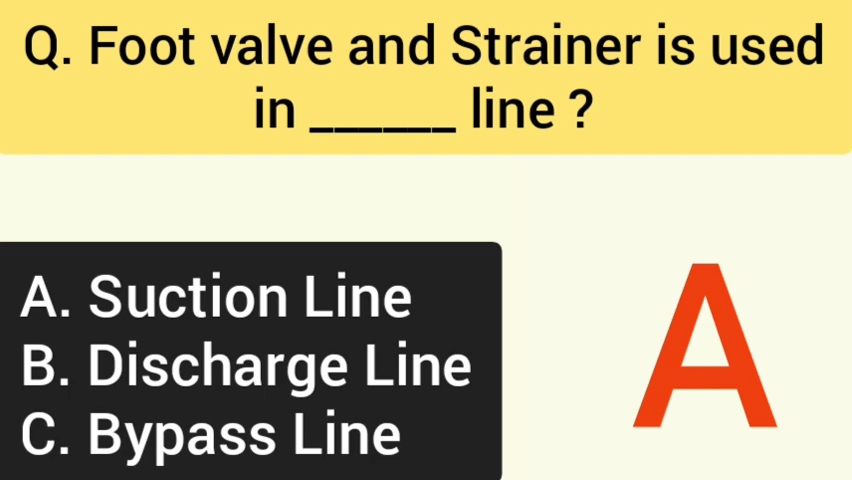 Q. Foot valve and Strainer is used
in ______ line ?
A. Suction Line
B. Discharge Line
C. Bypass Line
A